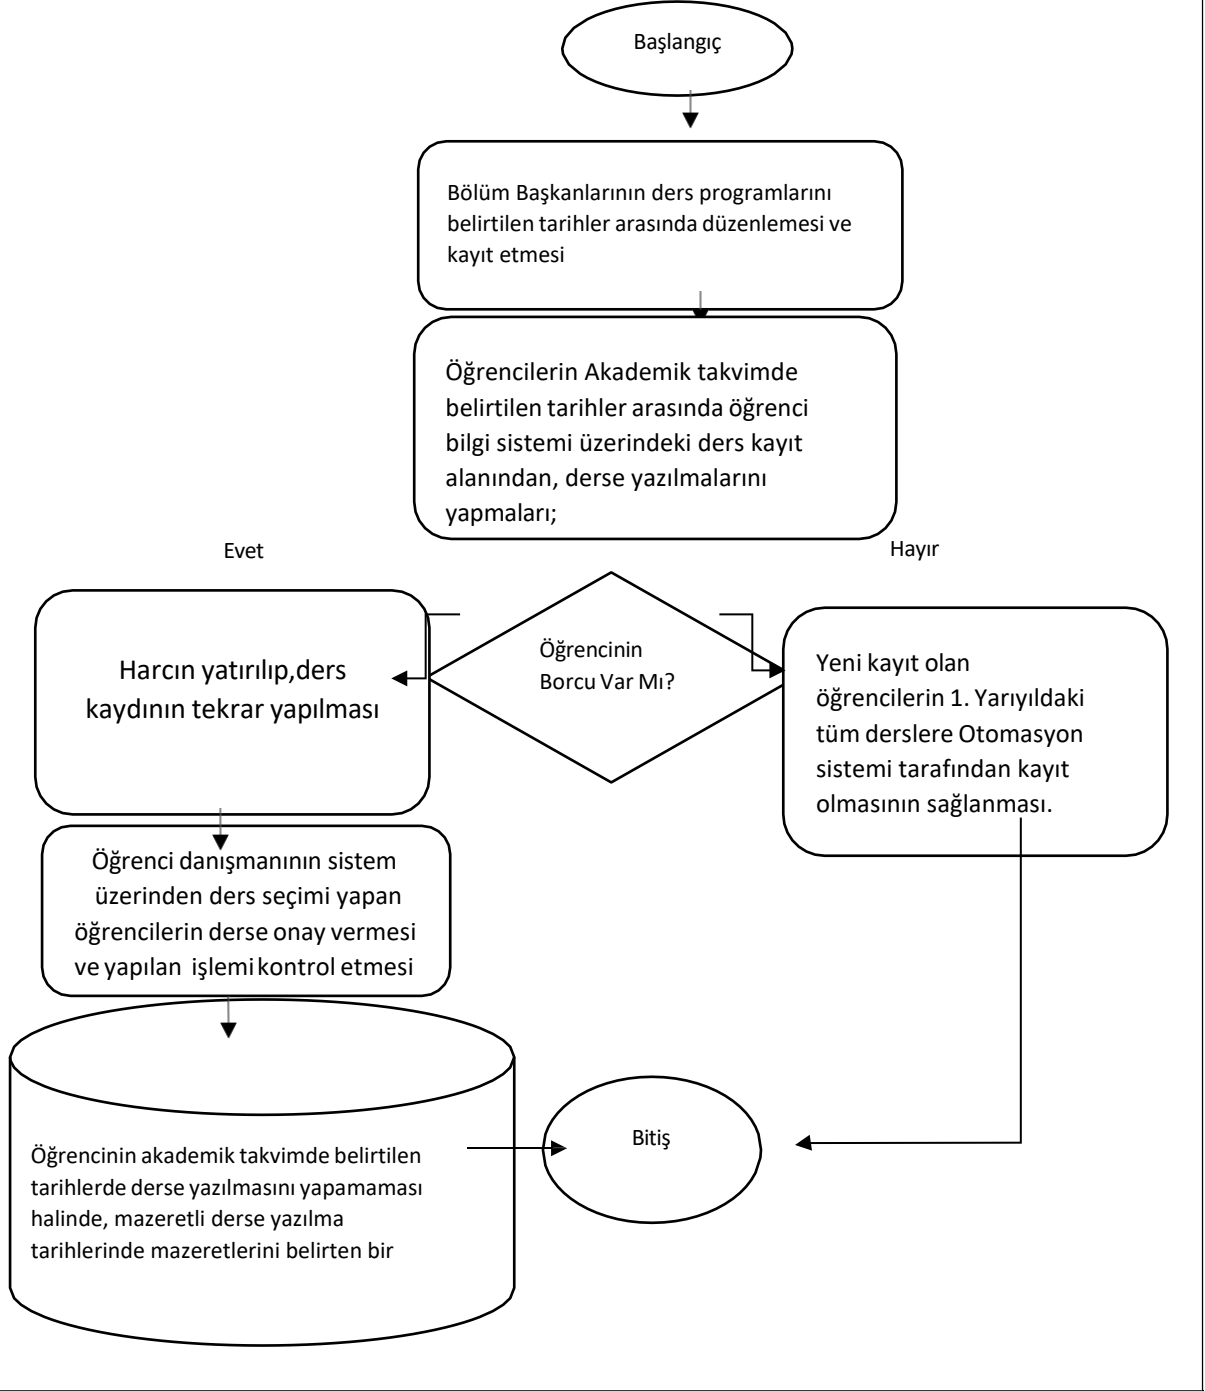 Başlangıç
Bölüm Başkanlarının ders programlarını
belirtilen tarihler arasında düzenlemesi ve
kayıt etmesi
Öğrencilerin Akademik takvimde
belirtilen tarihler arasında öğrenci
bilgi sistemi üzerindeki ders kayıt
alanından, derse yazılmalarını
yapmaları;
Evet
Hayır
Öğrencinin
Borcu Var Mı?
Harcın yatırılıp,ders
kaydının tekrar yapılması
Yeni kayıt olan
öğrencilerin 1. Yarıyıldaki
tüm derslere Otomasyon
sistemi tarafından kayıt
olmasının sağlanması.
Öğrenci danışmanının sistem
üzerinden ders seçimi yapan
öğrencilerin derse onay vermesi
ve yapılan işlemi kontrol etmesi
Öğrencinin akademik takvimde belirtilen
tarihlerde derse yazılmasını yapamaması
halinde, mazeretli derse yazılma
tarihlerinde mazeretlerini belirten bir
Bitiş